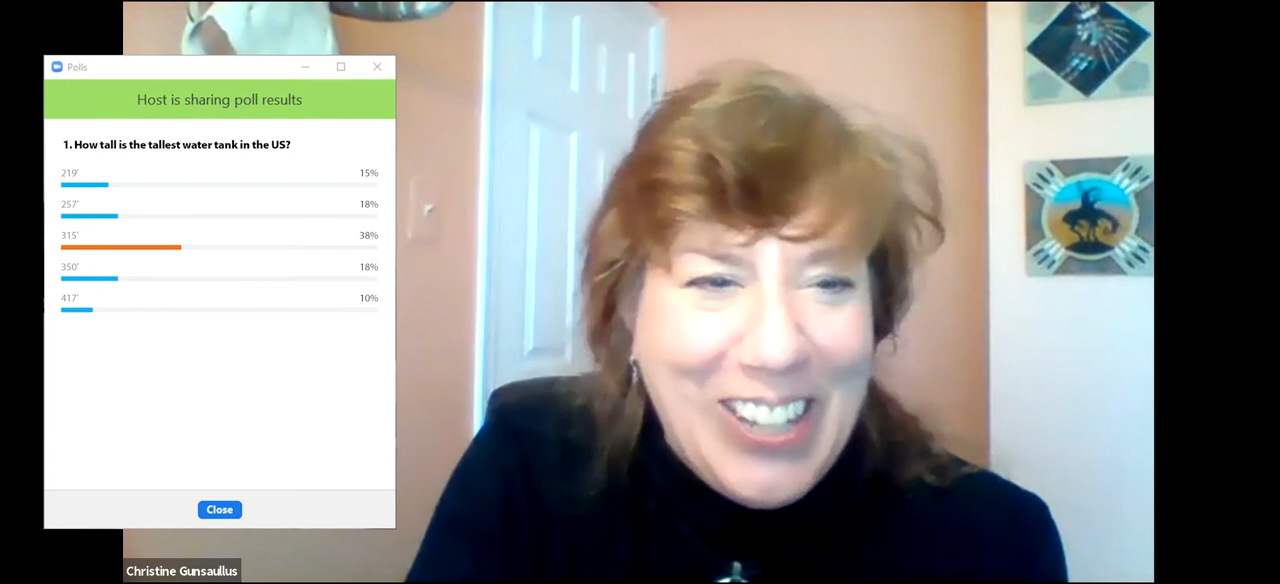 Polls
Host is sharing poll results
1. How tall is the tallest water tank in the US?
219' 15%
257' 18%
315' 38%
350' 18%
417' 10%
Close
Christine Gunsaullus